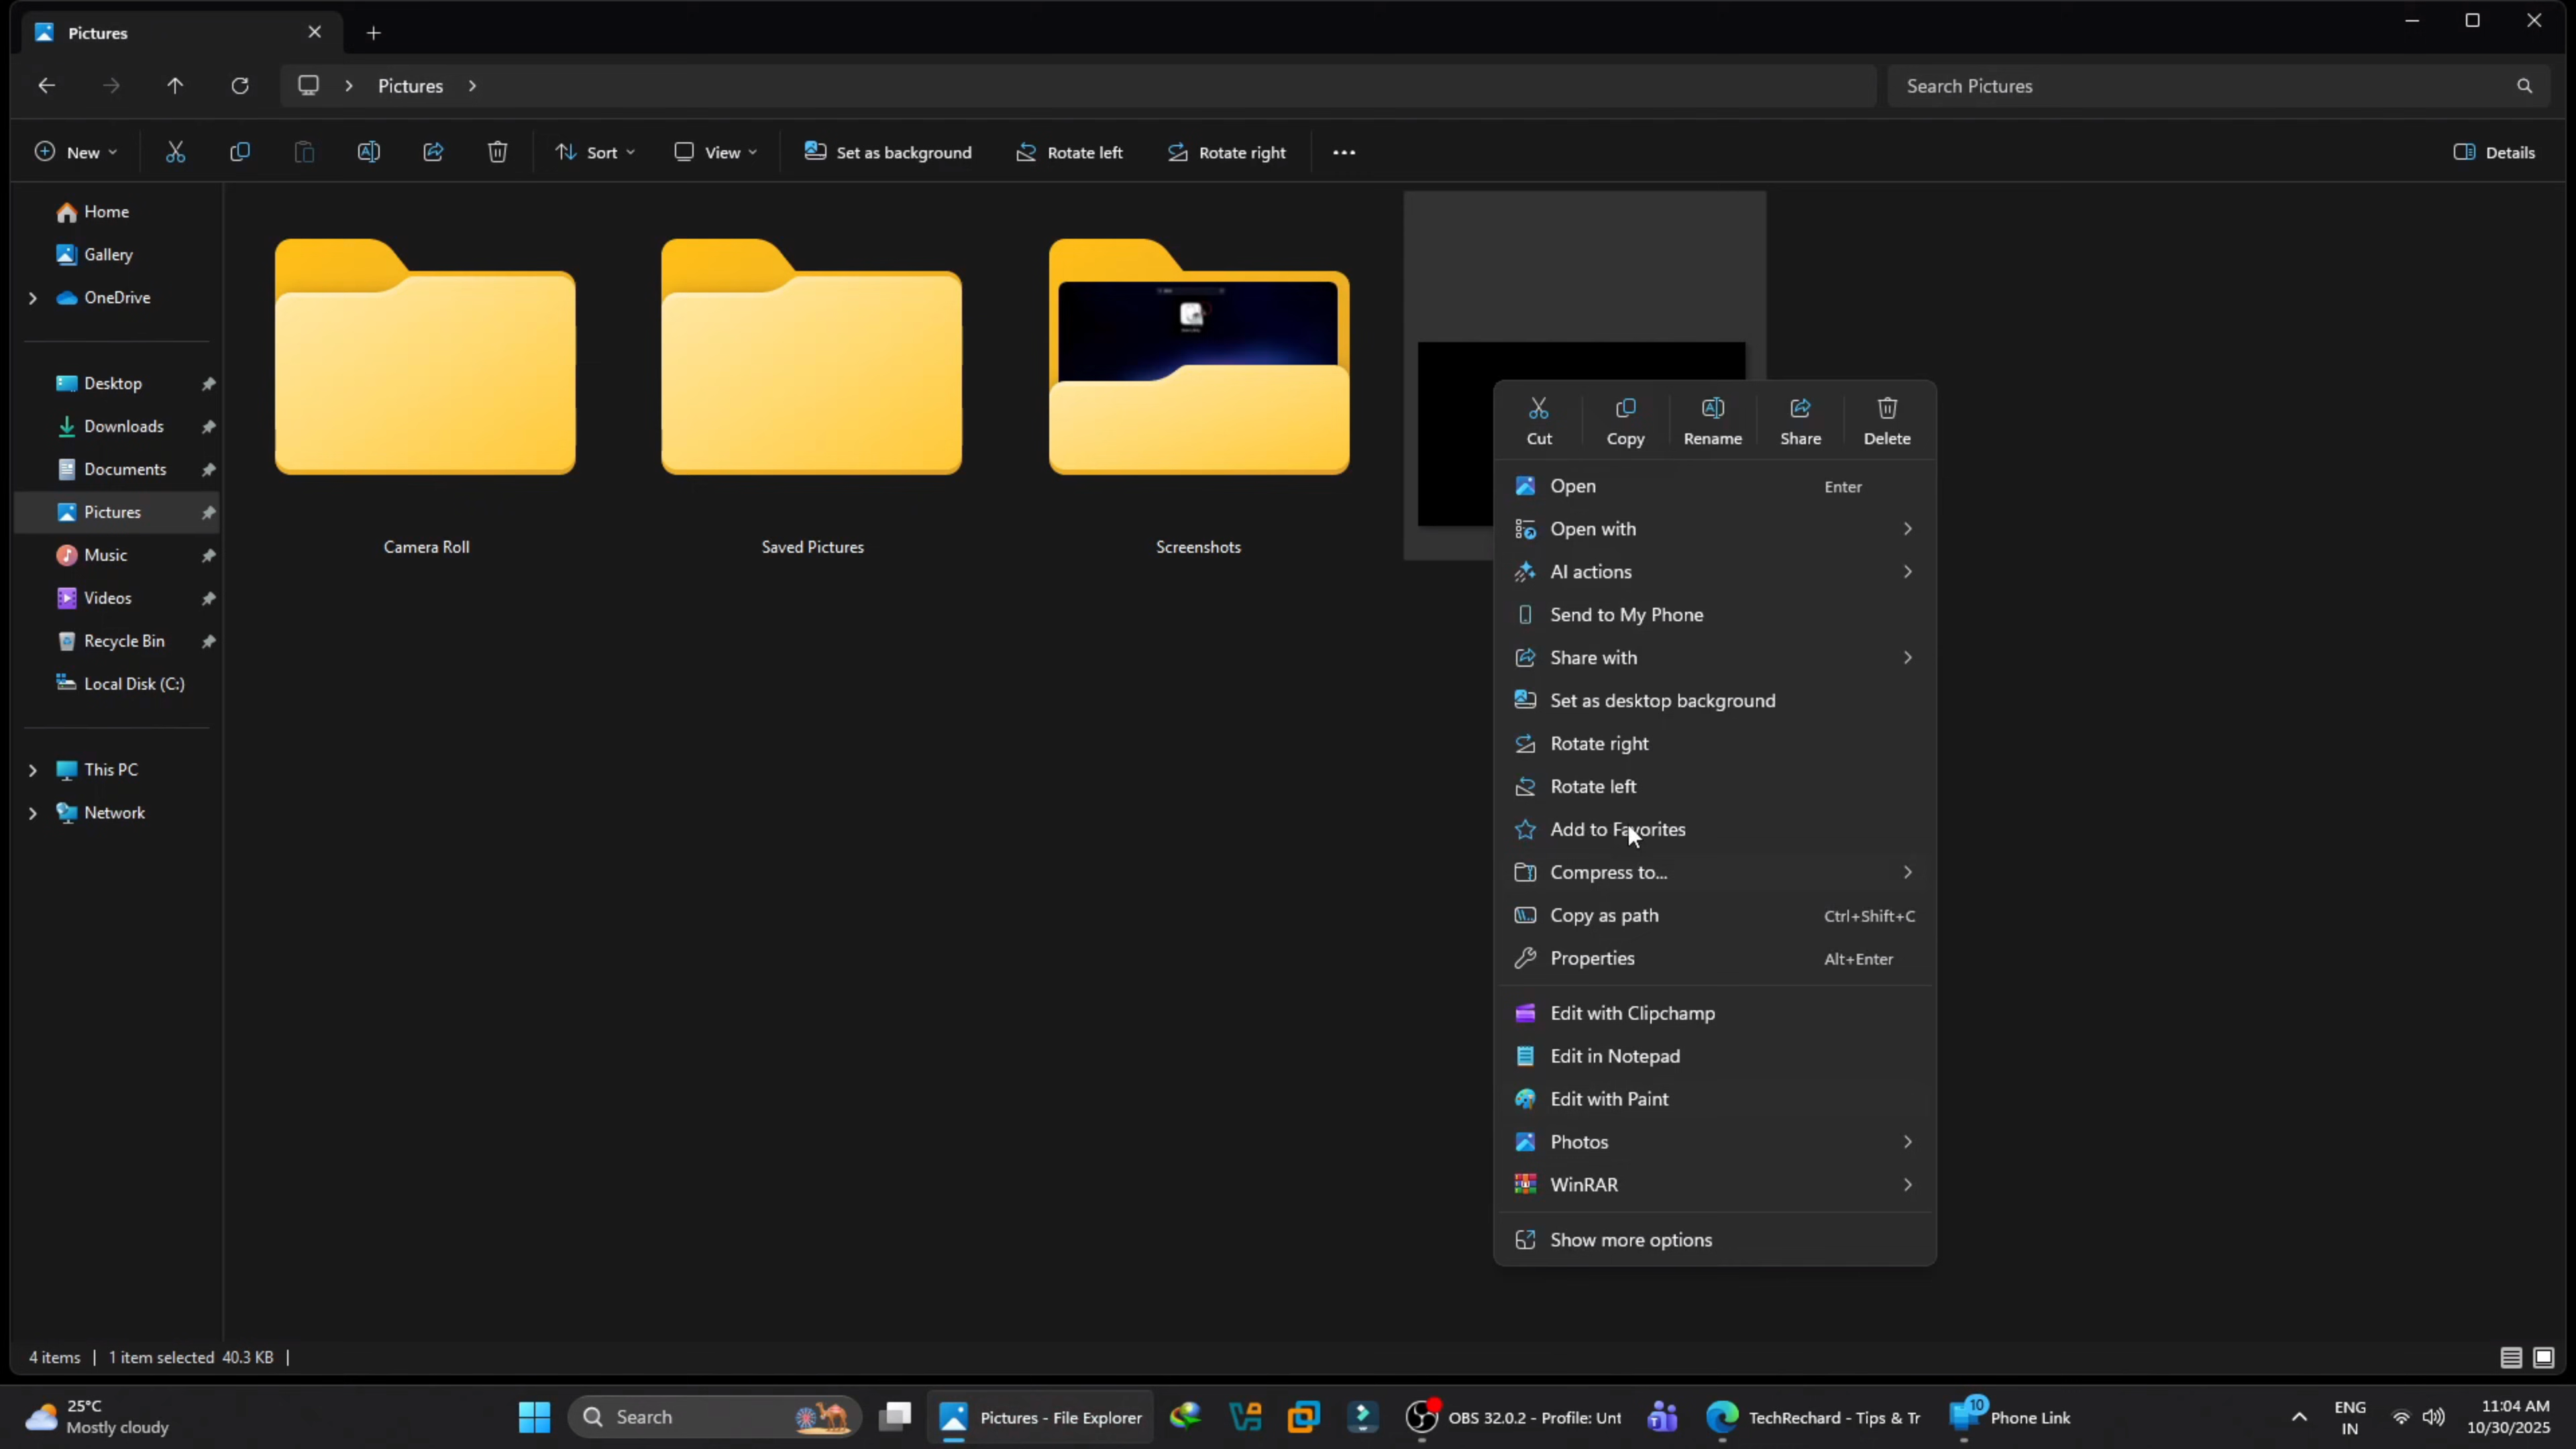 Pictures
Pictures
Search Pictures
New
Sort
View
Set as background
Rotate left
Rotate right
Details
Home
Gallery
OneDrive
Desktop
Downloads
Documents
Pictures
Music
Videos
Recycle Bin
Local Disk (C:)
This PC
Network
Camera Roll
Saved Pictures
Screenshots
Cut
Copy
Rename
Share
Delete
Open Enter
Open with
AI actions
Send to My Phone
Share with
Set as desktop background
Rotate right
Rotate left
Add to Favorites
Compress to...
Copy as path Ctrl+Shift+C
Properties Alt+Enter
Edit with Clipchamp
Edit in Notepad
Edit with Paint
Photos
WinRAR
Show more options
4 items 1 item selected 40.3 KB
25°C
Mostly cloudy
Search
Pictures - File Explorer
OBS 32.0.2 - Profile: Unt
TechRechard - Tips & Tr
10
Phone Link
ENG
IN
11:04 AM
10/30/2025